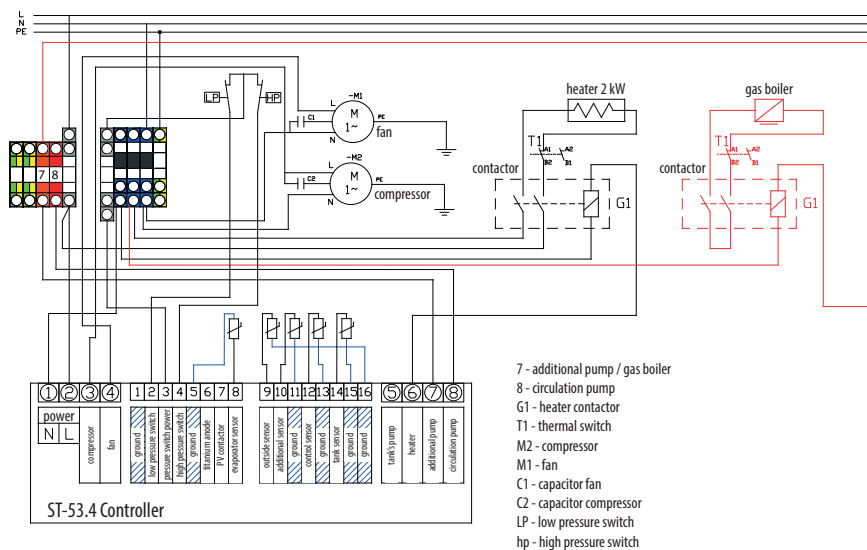 L
N
PE
7 8
LP
HP
-M1
L
C1
M
1~
PE
N
fan
-M2
L
C2
M
1~
PE
N
compressor
heater 2 kW
T1
A1 A2
B2 B1
contactor
G1
gas boiler
T1
A1 A2
B2 B1
contactor
G1
1 2 3 4
1 2 3 4 5 6 7 8
9 10 11 12 13 14 15 16
5 6 7 8
power
N L
compressor
fan
ground
low pressure switch
pressure switch power
high pressure switch
ground
titanium anode
PV contactor
evaporator sensor
outside sensor
additional sensor
ground
control sensor
ground
tank sensor
ground
ground
tank's pump
heater
additional pump
circulation pump
ST-53.4 Controller
7 - additional pump / gas boiler
8 - circulation pump
G1 - heater contactor
T1 - thermal switch
M2 - compressor
M1 - fan
C1 - capacitor fan
C2 - capacitor compressor
LP - low pressure switch
hp - high pressure switch